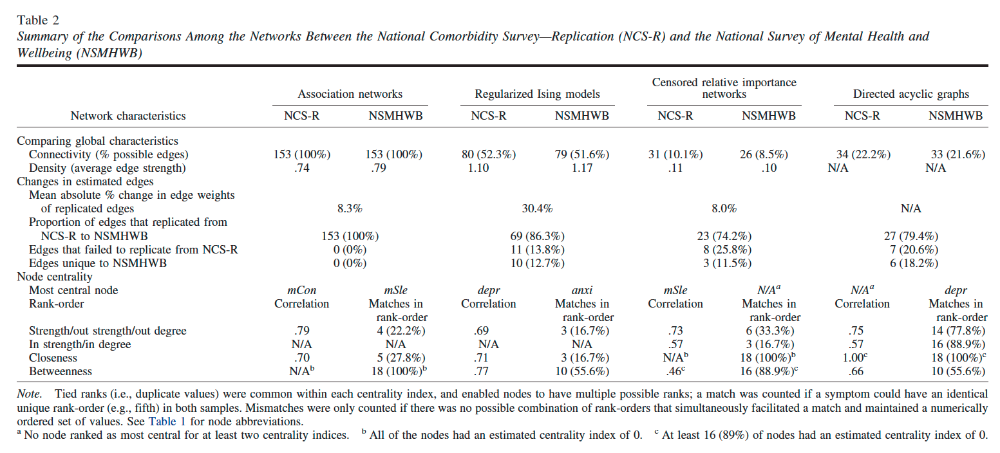 Table 2
Summary of the Comparisons Among the Networks Between the National Comorbidity Survey—Replication (NCS-R) and the National Survey of Mental Health and
Wellbeing (NSMHWB)
Association networks Regularized Ising models Censored relative importance networks Directed acyclic graphs
Network characteristics NCS-R NSMHWB NCS-R NSMHWB NCS-R NSMHWB NCS-R NSMHWB
Comparing global characteristics
Connectivity (% possible edges) 153 (100%) 153 (100%) 80 (52.3%) 79 (51.6%) 31 (10.1%) 26 (8.5%) 34 (22.2%) 33 (21.6%)
Density (average edge strength) .74 .79 1.10 1.17 .11 .10 N/A N/A
Changes in estimated edges
Mean absolute % change in edge weights
of replicated edges 8.3% 30.4% 8.0% N/A
Proportion of edges that replicated from
NCS-R to NSMHWB 153 (100%) 69 (86.3%) 23 (74.2%) 27 (79.4%)
Edges that failed to replicate from NCS-R 0 (0%) 11 (13.8%) 8 (25.8%) 7 (20.6%)
Edges unique to NSMHWB 0 (0%) 10 (12.7%) 3 (11.5%) 6 (18.2%)
Node centrality
Most central node mCon mSle depr anxi mSle N/Aᵃ N/Aᵃ depr
Rank-order Correlation Matches in Correlation Matches in Correlation Matches in Correlation Matches in
rank-order rank-order rank-order rank-order
Strength/out strength/out degree .79 4 (22.2%) .69 3 (16.7%) .73 6 (33.3%) .75 14 (77.8%)
In strength/in degree N/A N/A N/A N/A .57 3 (16.7%) .57 16 (88.9%)
Closeness .70 5 (27.8%) .71 3 (16.7%) N/Aᵇ 18 (100%)ᵇ 1.00ᶜ 18 (100%)ᶜ
Betweenness N/Aᵇ 18 (100%)ᵇ .77 10 (55.6%) .46ᶜ 16 (88.9%)ᶜ .66 10 (55.6%)
Note. Tied ranks (i.e., duplicate values) were common within each centrality index, and enabled nodes to have multiple possible ranks; a match was counted if a symptom could have an identical
unique rank-order (e.g., fifth) in both samples. Mismatches were only counted if there was no possible combination of rank-orders that simultaneously facilitated a match and maintained a numerically
ordered set of values. See Table 1 for node abbreviations.
ᵃ No node ranked as most central for at least two centrality indices. ᵇ All of the nodes had an estimated centrality index of 0. ᶜ At least 16 (89%) of nodes had an estimated centrality index of 0.